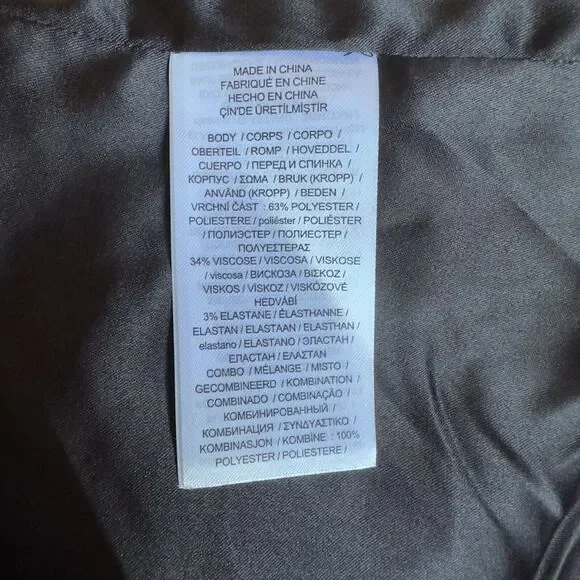 MADE IN CHINA
FABRIQUÉ EN CHINE
HECHO EN CHINA
ÇİN'DE ÜRETİLMİŞTİR
BODY / CORPS / CORPO /
OBERTEIL / ROMP / HOVEDDEL /
CUERPO / ПЕРЕД И СПИНКА /
КОРПУС / ΣΩΜΑ / BRUK (KROPP) /
ANVÄND (KROPP) / BEDEN /
VRCHNÍ ČÁST : 63% POLYESTER /
POLIESTERE / poliéster / POLIÉSTER
/ ПОЛИЭСТЕР / ПОЛИЕСТЕР /
ΠΟΛΥΕΣΤΕΡΑΣ
34% VISCOSE / VISCOSA / VISKOSE
/ viscosa / ВИСКОЗА / ΒΙΣΚΟΖ /
VISKOS / VİSKOZ / VISKÓZOVÉ
HEDVÁBÍ
3% ELASTANE / ÉLASTHANNE /
ELASTAN / ELASTAAN / ELASTHAN /
elastano / ELASTANO / ЭЛАСТАН /
ЕЛАСТАН / ΕΛΑΣΤΑΝ
COMBO / MÉLANGE / MISTO /
GECOMBINEERD / KOMBINATION /
COMBINADO / COMBINAÇÃO /
КОМБИНИРОВАННЫЙ /
КОМБИНАЦИЯ / ΣΥΝΔΥΑΣΤΙΚΟ /
KOMBINASJON / KOMBİNE : 100%
POLYESTER / POLIESTERE /